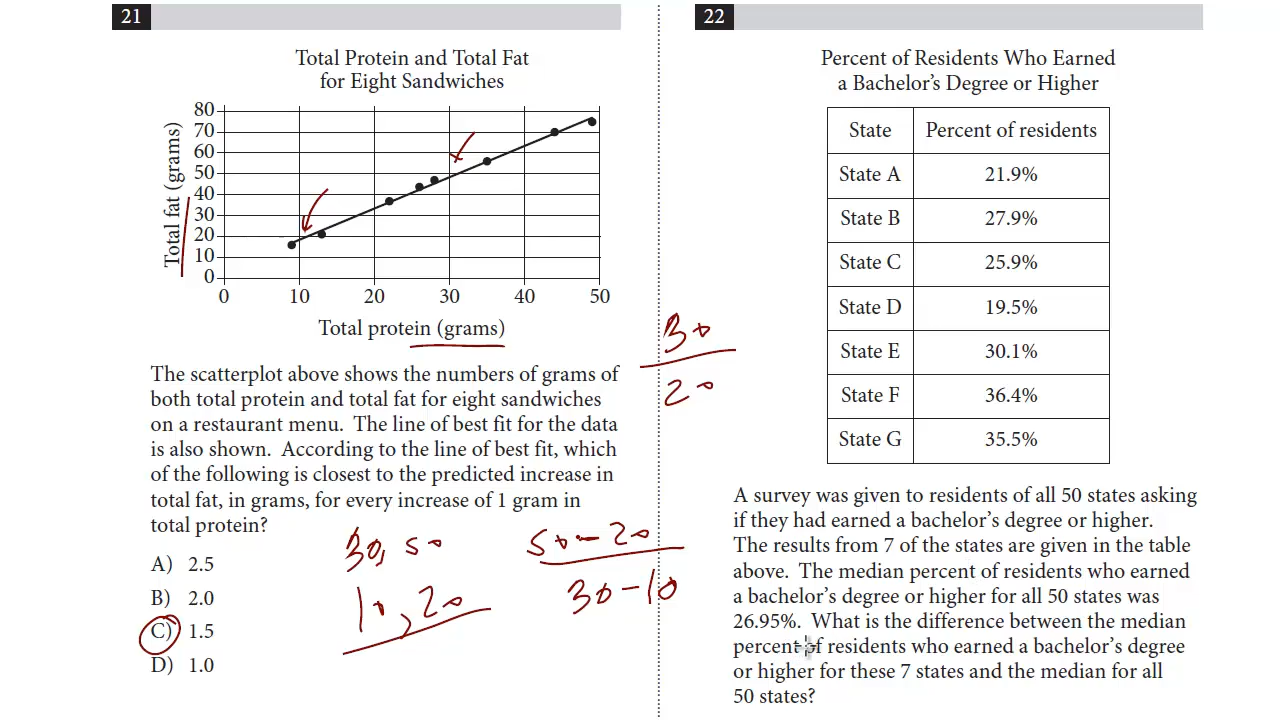 21
Total Protein and Total Fat
for Eight Sandwiches
80
70
60
50
40
30
20
10
0
Total fat (grams)
0 10 20 30 40 50
Total protein (grams)
The scatterplot above shows the numbers of grams of
both total protein and total fat for eight sandwiches
on a restaurant menu. The line of best fit for the data
is also shown. According to the line of best fit, which
of the following is closest to the predicted increase in
total fat, in grams, for every increase of 1 gram in
total protein?
A) 2.5
B) 2.0
C) 1.5
D) 1.0
30, 50
10, 20
50-20
30-10
30
20
22
Percent of Residents Who Earned
a Bachelor's Degree or Higher
State Percent of residents
State A 21.9%
State B 27.9%
State C 25.9%
State D 19.5%
State E 30.1%
State F 36.4%
State G 35.5%
A survey was given to residents of all 50 states asking
if they had earned a bachelor's degree or higher.
The results from 7 of the states are given in the table
above. The median percent of residents who earned
a bachelor's degree or higher for all 50 states was
26.95%. What is the difference between the median
percent of residents who earned a bachelor's degree
or higher for these 7 states and the median for all
50 states?